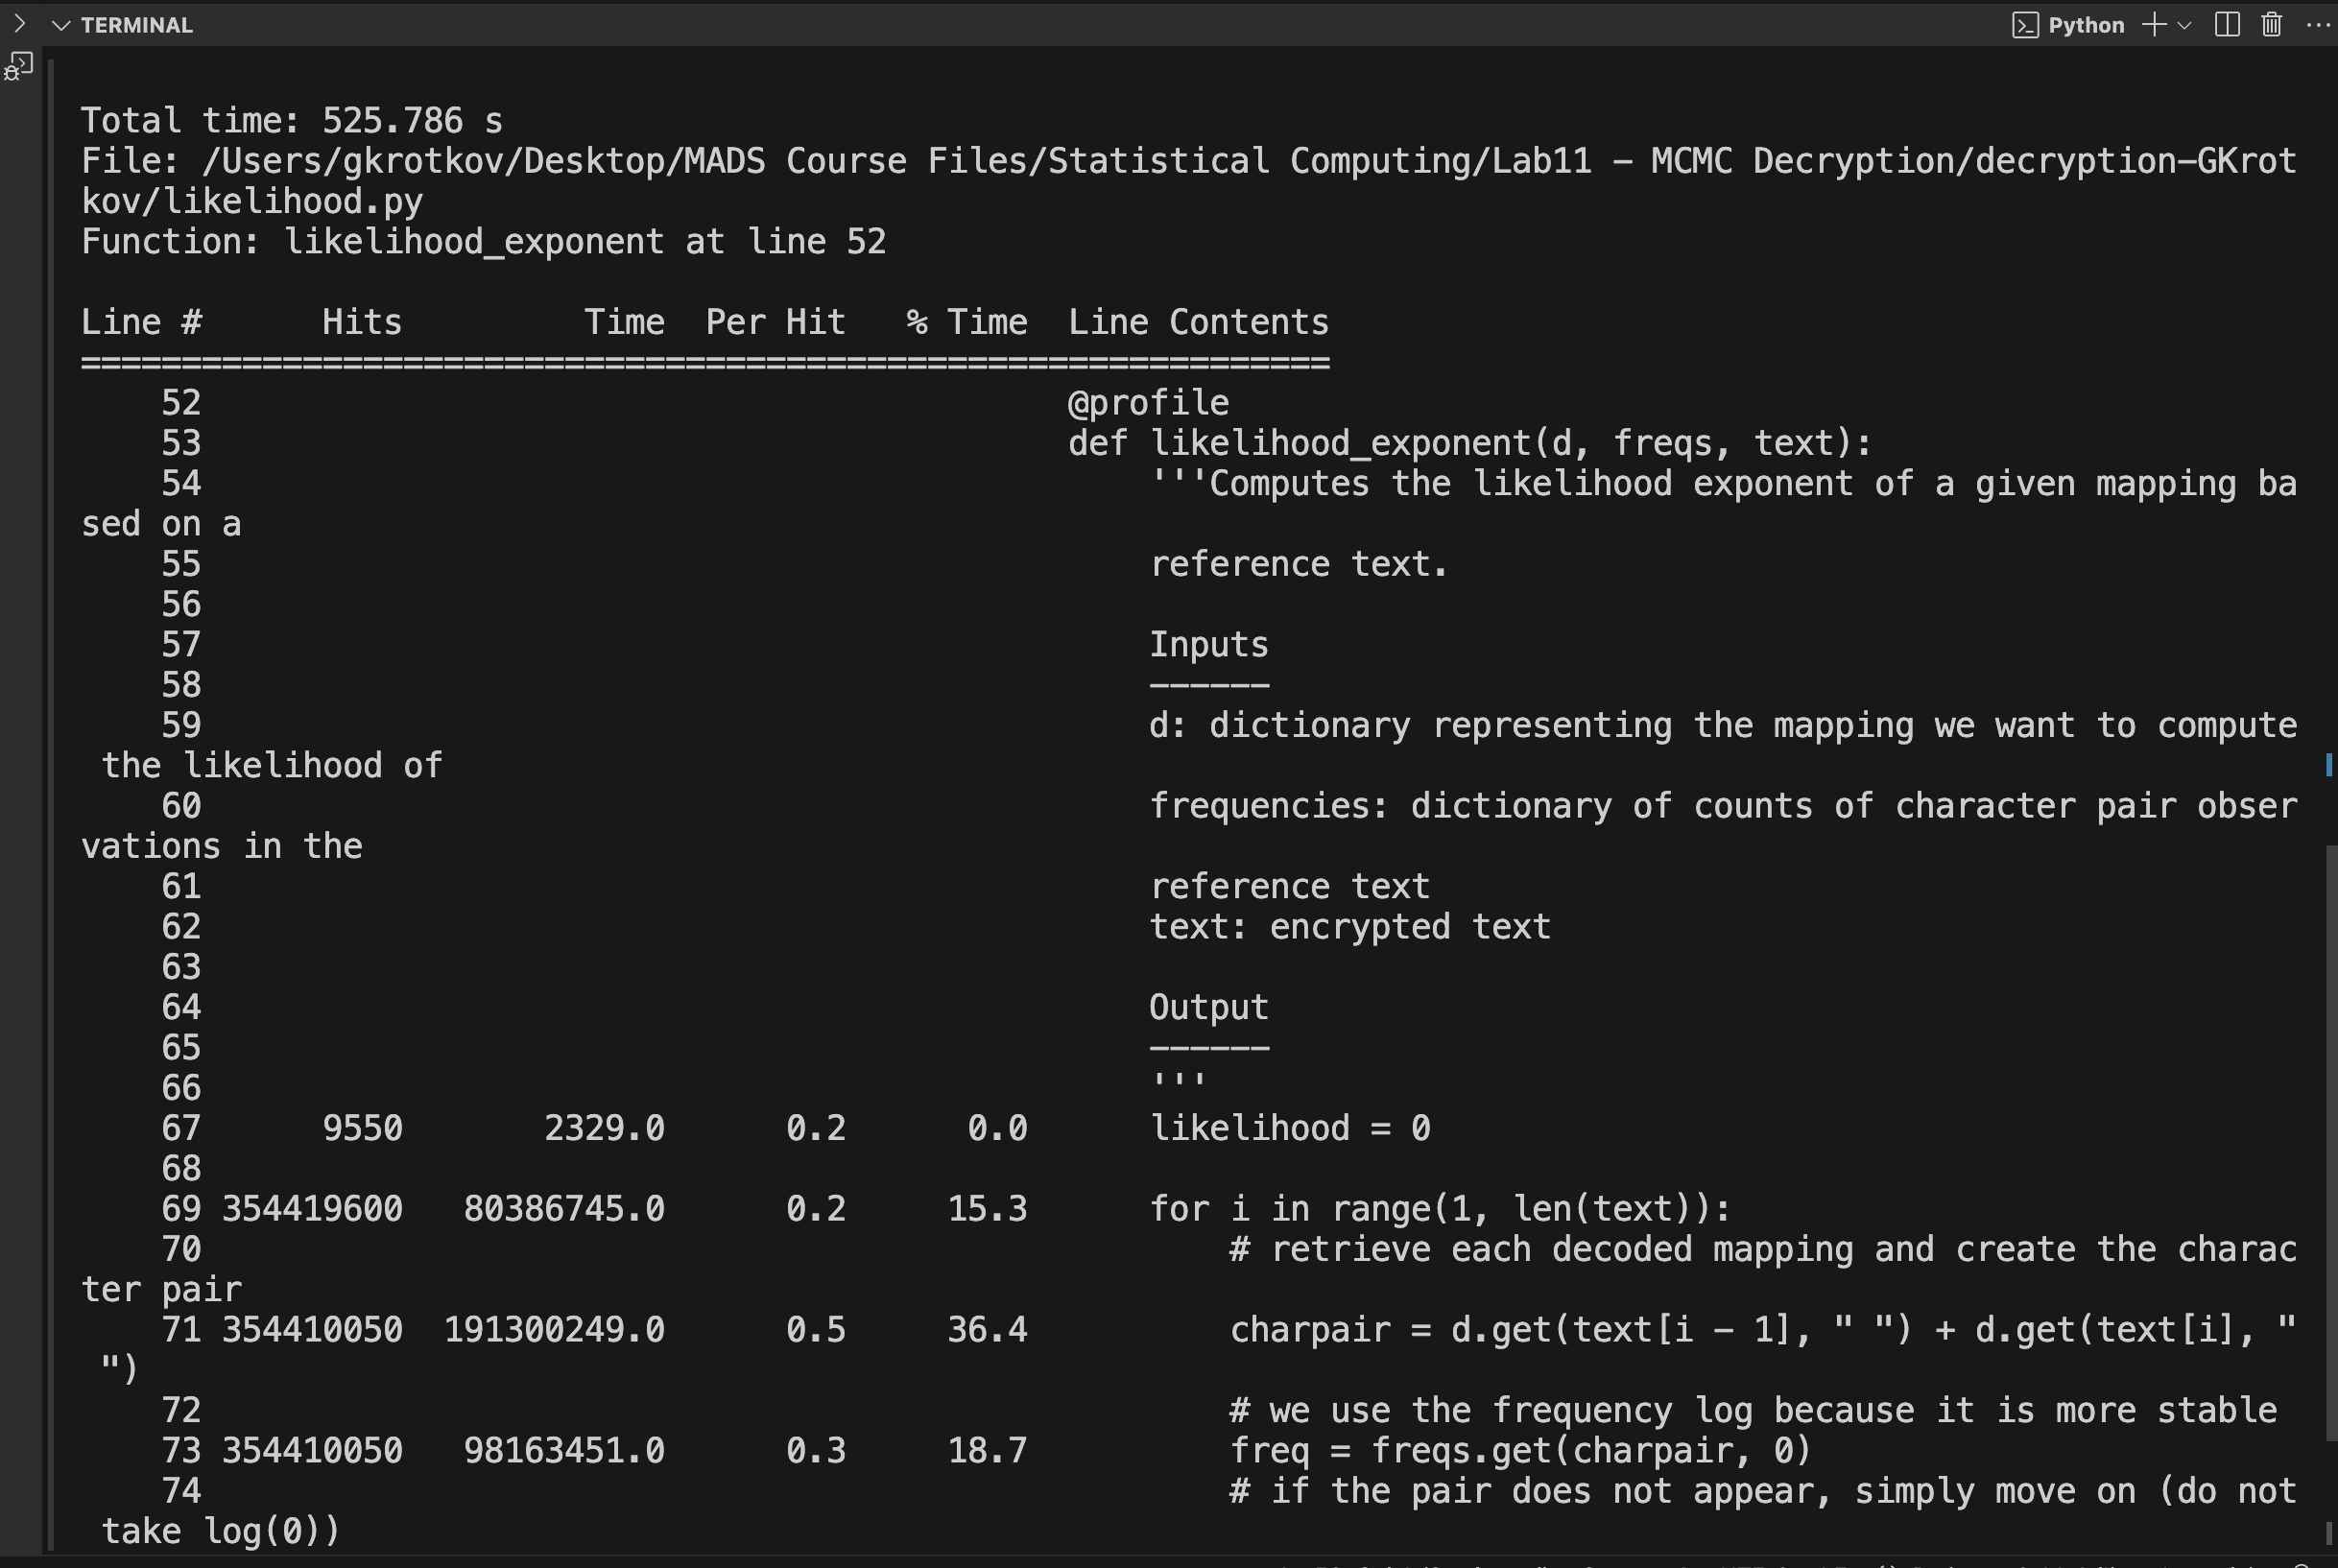 TERMINAL
Python
Total time: 525.786 s
File: /Users/gkrotkov/Desktop/MADS Course Files/Statistical Computing/Lab11 - MCMC Decryption/decryption-GKrot
kov/likelihood.py
Function: likelihood_exponent at line 52
Line #      Hits         Time  Per Hit   % Time  Line Contents
==============================================================
    52                                           @profile
    53                                           def likelihood_exponent(d, freqs, text):
    54                                               '''Computes the likelihood exponent of a given mapping ba
sed on a
    55                                               reference text.
    56
    57                                               Inputs
    58                                               ------
    59                                               d: dictionary representing the mapping we want to compute
 the likelihood of
    60                                               frequencies: dictionary of counts of character pair obser
vations in the
    61                                               reference text
    62                                               text: encrypted text
    63
    64                                               Output
    65                                               ------
    66                                               '''
    67      9550       2329.0      0.2      0.0      likelihood = 0
    68
    69 354419600   80386745.0      0.2     15.3      for i in range(1, len(text)):
    70                                                   # retrieve each decoded mapping and create the charac
ter pair
    71 354410050  191300249.0      0.5     36.4          charpair = d.get(text[i - 1], " ") + d.get(text[i], "
 ")
    72                                                   # we use the frequency log because it is more stable
    73 354410050   98163451.0      0.3     18.7          freq = freqs.get(charpair, 0)
    74                                                   # if the pair does not appear, simply move on (do not
 take log(0))